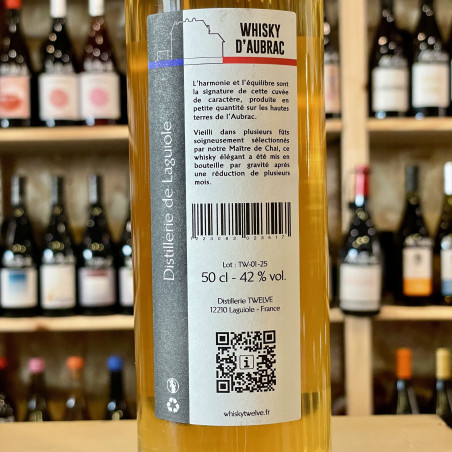 WHISKY
D'AUBRAC
Distillerie de Laguiole
L'harmonie et l'équilibre sont
la signature de cette cuvée
de caractère, produite en
petite quantité sur les hautes
terres de l'Aubrac.
Vieilli dans plusieurs fûts
soigneusement sélectionnés
par notre Maître de Chai, ce
whisky élégant a été mis en
bouteille par gravité après
une réduction de plusieurs
mois.
Lot : TW-01-25
50 cl - 42 % vol.
Distillerie TWELVE
12210 Laguiole - France
whiskytwelve.fr